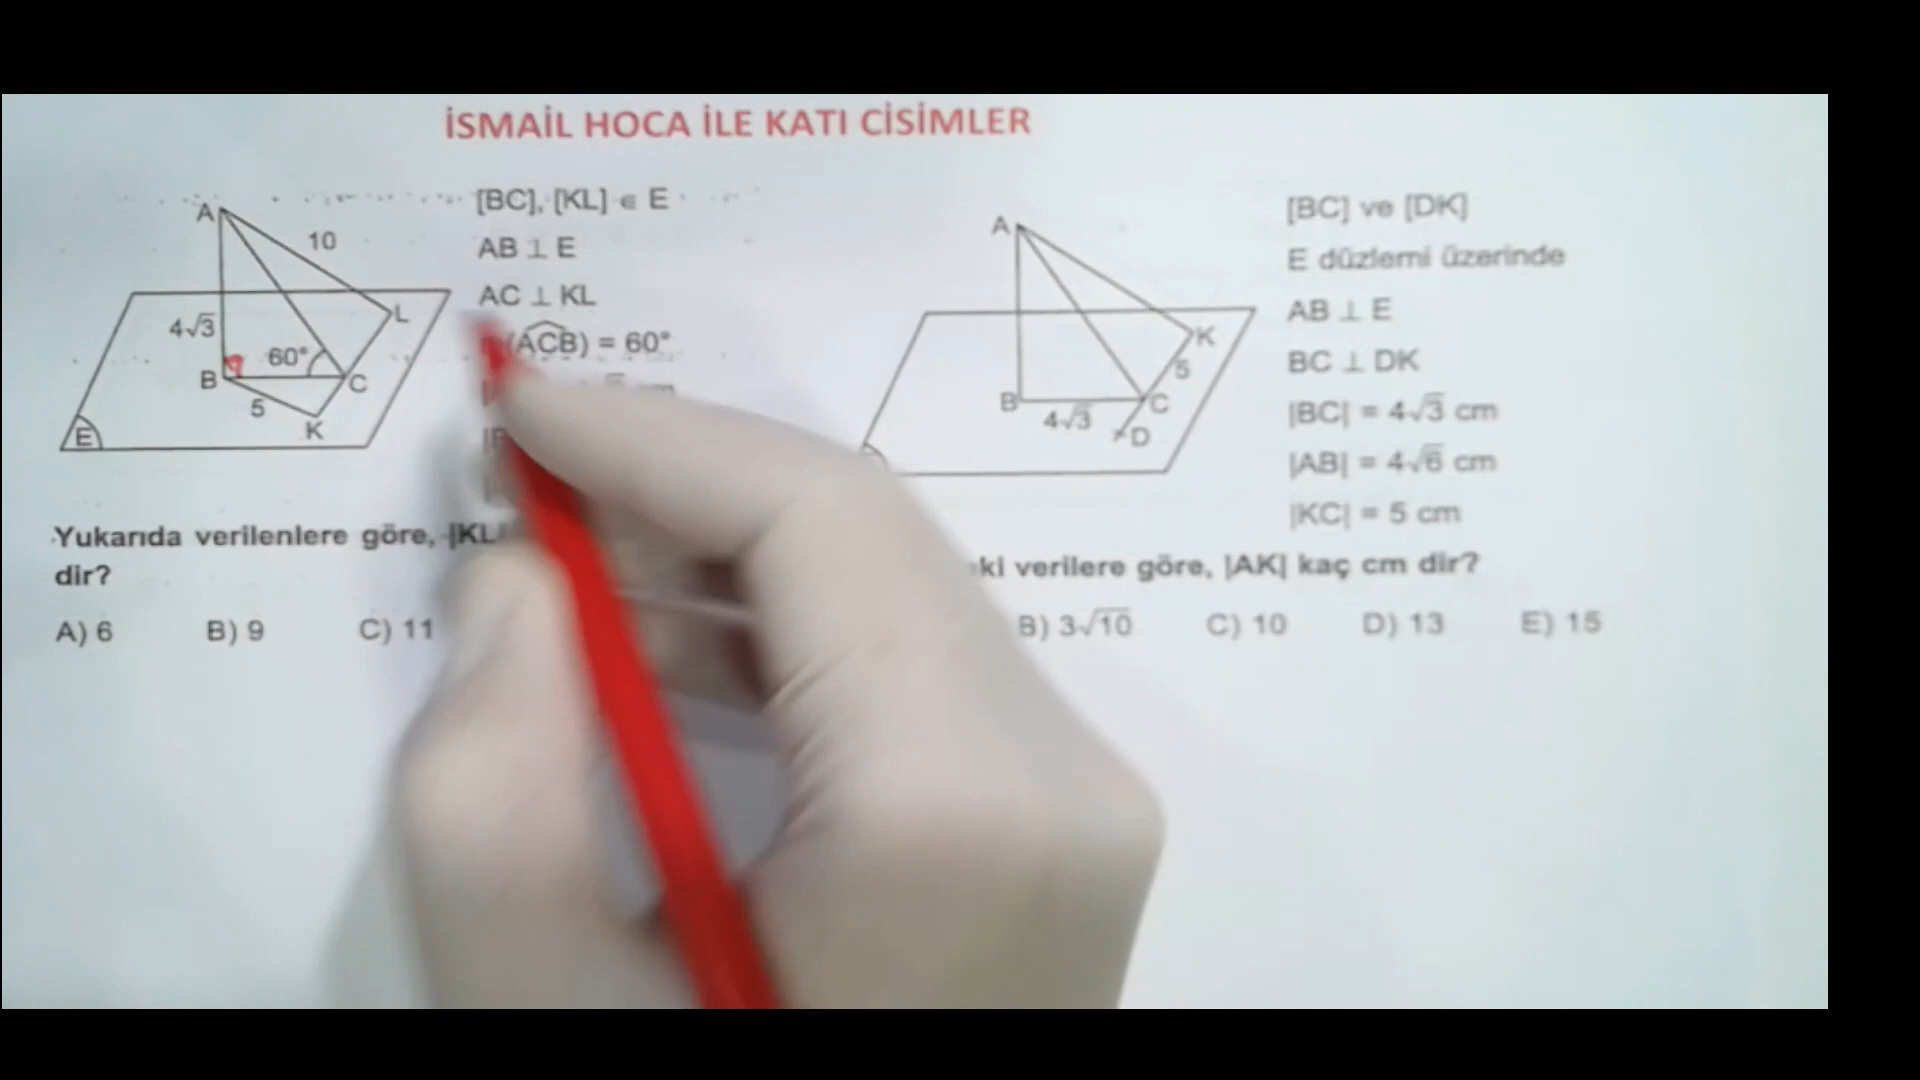 İSMAİL HOCA İLE KATI CİSİMLER
A
10
4√3
L
60°
B
C
5
K
E
[BC], [KL] ∈ E
AB ⊥ E
AC ⊥ KL
(ACB) = 60°
Yukarıda verilenlere göre, |KL|
dir?
A) 6 B) 9 C) 11
A
K
5
B
C
4√3
D
[BC] ve [DK]
E düzlemi üzerinde
AB ⊥ E
BC ⊥ DK
|BC| = 4√3 cm
|AB| = 4√6 cm
|KC| = 5 cm
verilere göre, |AK| kaç cm dir?
B) 3√10 C) 10 D) 13 E) 15